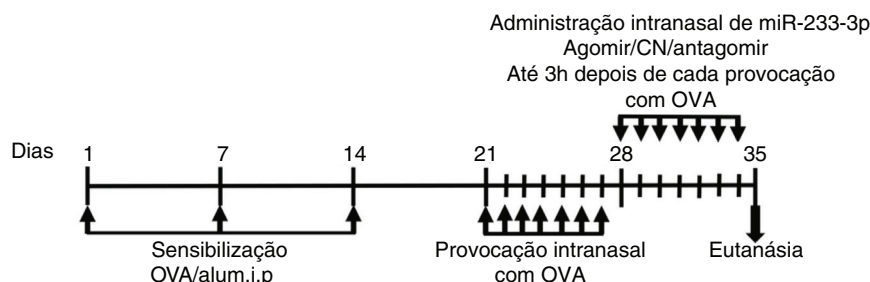 Administração intranasal de miR-233-3p
Agomir/CN/antagomir
Até 3h depois de cada provocação
com OVA
Dias 1 7 14 21 28 35
Sensibilização
OVA/alum.i.p
Provocação intranasal
com OVA
Eutanásia